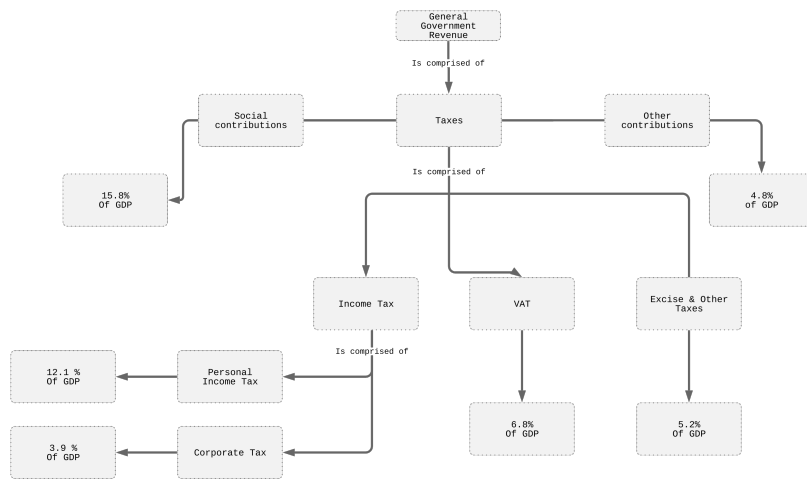 General
Government
Revenue
Is comprised of
Social
contributions
Taxes
Other
contributions
Is comprised of
15.8%
Of GDP
4.8%
of GDP
Income Tax
VAT
Excise & Other
Taxes
Is comprised of
12.1 %
Of GDP
Personal
Income Tax
6.8%
Of GDP
5.2%
Of GDP
3.9 %
Of GDP
Corporate Tax